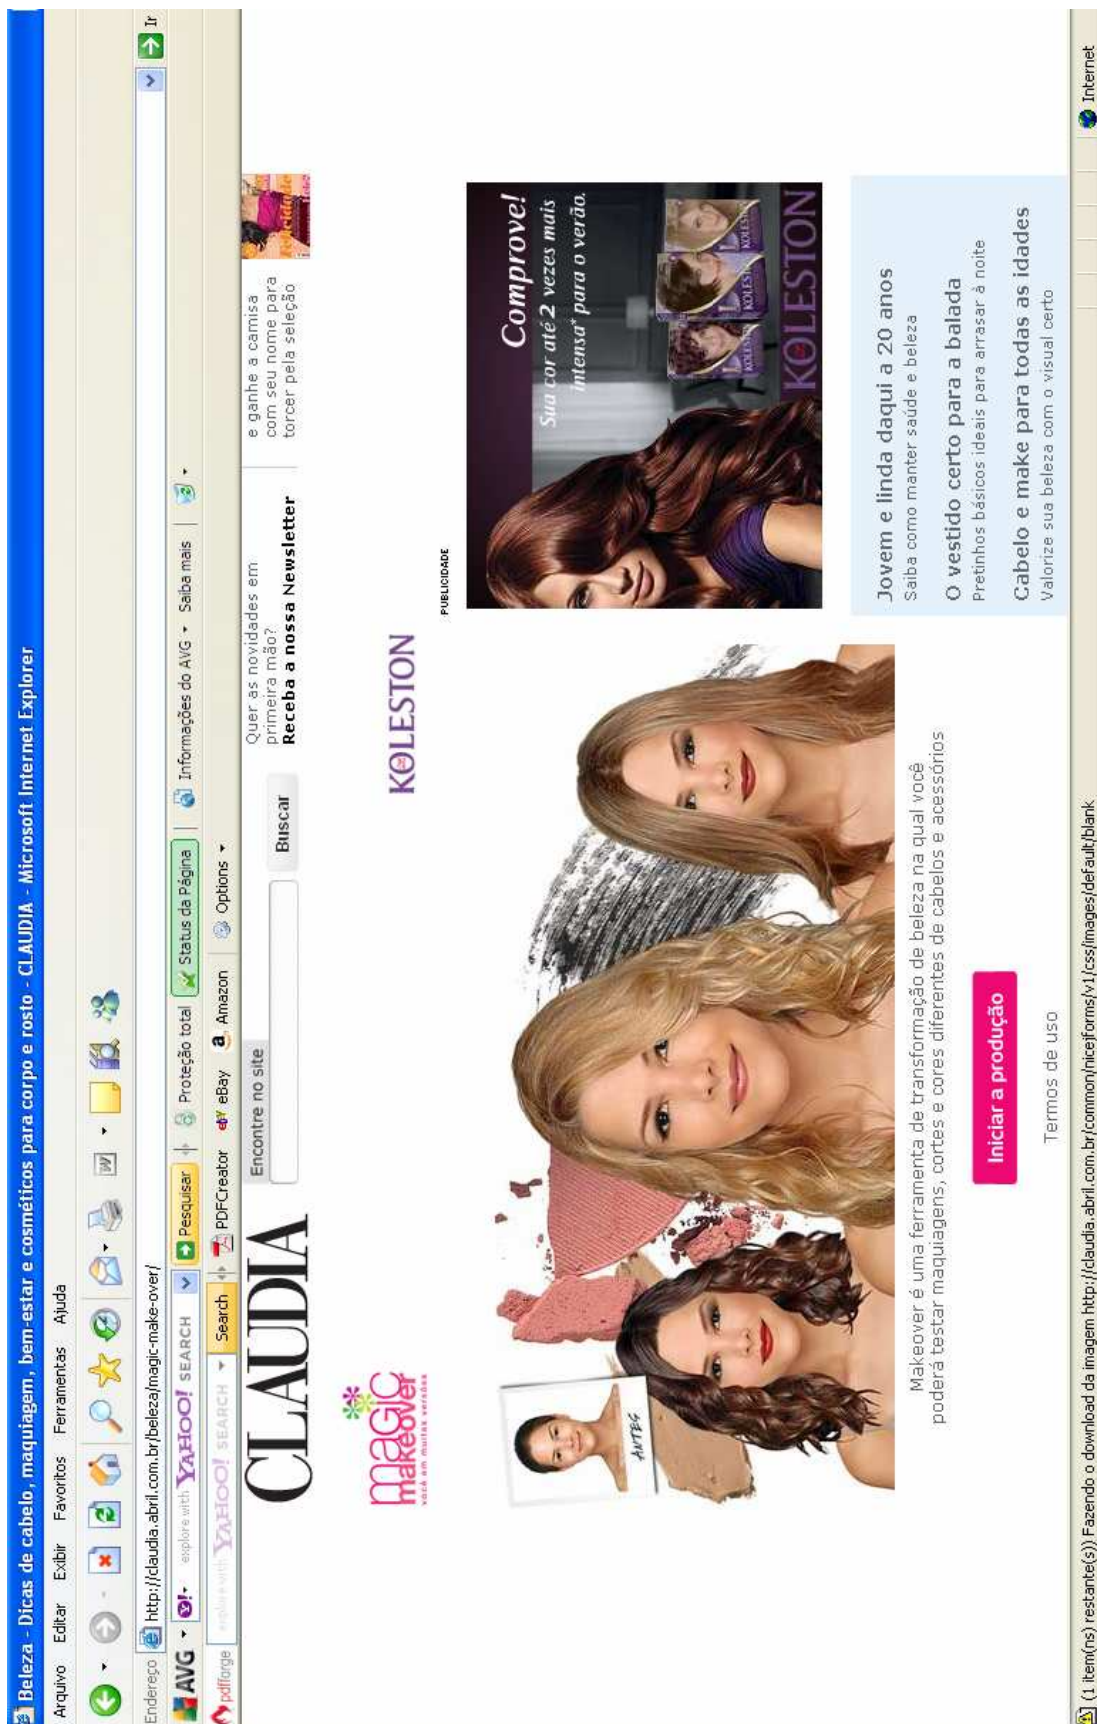 Beleza - Dicas de cabelo, maquiagem, bem-estar e cosméticos para corpo e rosto - CLAUDIA - Microsoft Internet Explorer
Arquivo Editar Exibir Favoritos Ferramentas Ajuda
Endereço http://claudia.abril.com.br/beleza/magic-make-over/ Ir
AVG Y! explore with YAHOO! SEARCH Pesquisar Proteção total Status da Página Informações do AVG Saiba mais
pdfforge explore with YAHOO! SEARCH Search PDFCreator eBay Amazon Options
CLAUDIA
Encontre no site
Buscar
Quer as novidades em
primeira mão?
Receba a nossa Newsletter
e ganhe a camisa
com seu nome para
torcer pela seleção
felicidade
magic
makeover
você em muitas versões
KOLESTON
PUBLICIDADE
ANTES
Comprove!
Sua cor até 2 vezes mais
intensa* para o verão.
KOLESTON
KOLESTON
KOLESTON
KOLESTON
Makeover é uma ferramenta de transformação de beleza na qual você
poderá testar maquiagens, cortes e cores diferentes de cabelos e acessórios
Iniciar a produção
Termos de uso
Jovem e linda daqui a 20 anos
Saiba como manter saúde e beleza
O vestido certo para a balada
Pretinhos básicos ideais para arrasar à noite
Cabelo e make para todas as idades
Valorize sua beleza com o visual certo
(1 item(ns) restante(s)) Fazendo o download da imagem http://claudia.abril.com.br/common/nicejforms/v1/css/images/default/blank
Internet